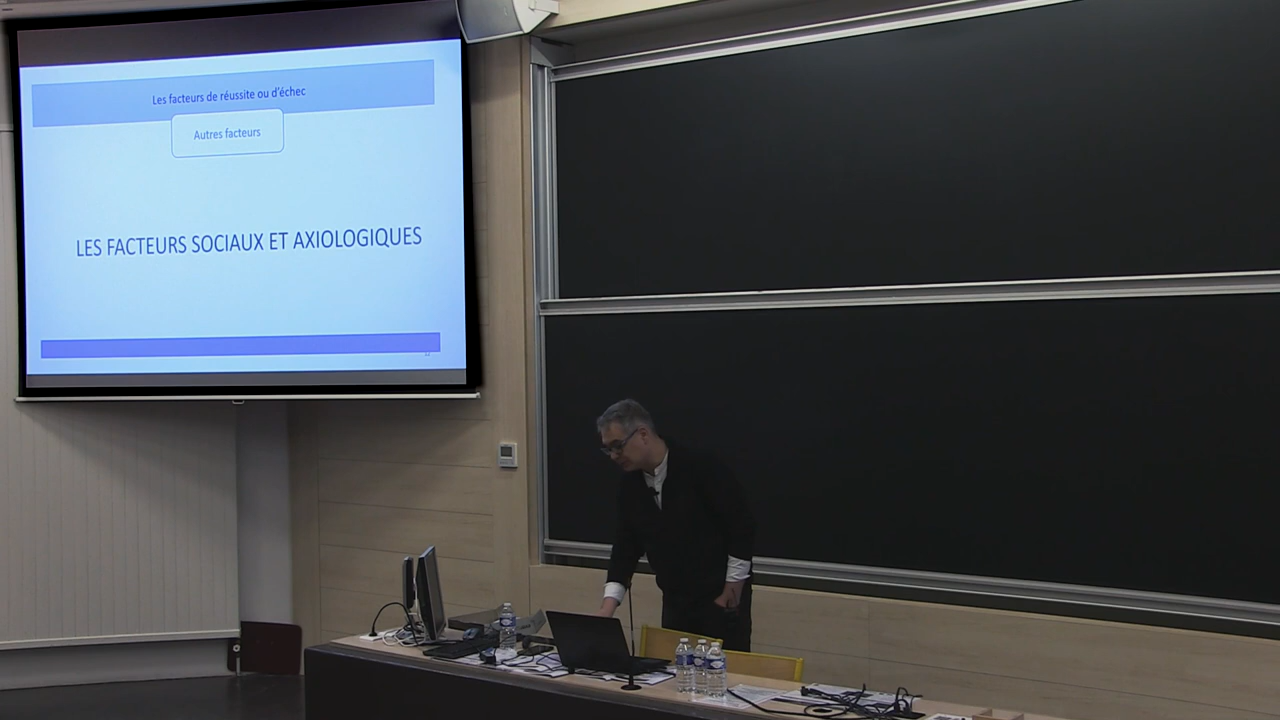 Les facteurs de réussite ou d'échec
Autres facteurs
LES FACTEURS SOCIAUX ET AXIOLOGIQUES